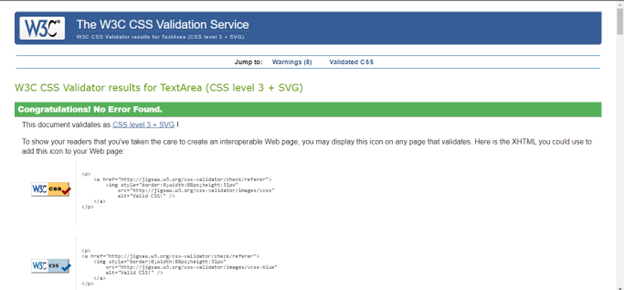 W3C® The W3C CSS Validation Service
W3C CSS Validator results for TextArea (CSS level 3 + SVG)
Jump to: Warnings (8) Validated CSS
W3C CSS Validator results for TextArea (CSS level 3 + SVG)
Congratulations! No Error Found.
This document validates as CSS level 3 + SVG !
To show your readers that you've taken the care to create an interoperable Web page, you may display this icon on any page that validates. Here is the XHTML you could use to
add this icon to your Web page:
W3C CSS
<p>
<a href="http://jigsaw.w3.org/css-validator/check/referer">
<img style="border:0;width:88px;height:31px"
src="http://jigsaw.w3.org/css-validator/images/vcss"
alt="Valid CSS!" />
</a>
</p>
W3C CSS
<p>
<a href="http://jigsaw.w3.org/css-validator/check/referer">
<img style="border:0;width:88px;height:31px"
src="http://jigsaw.w3.org/css-validator/images/vcss-blue"
alt="Valid CSS!" />
</a>